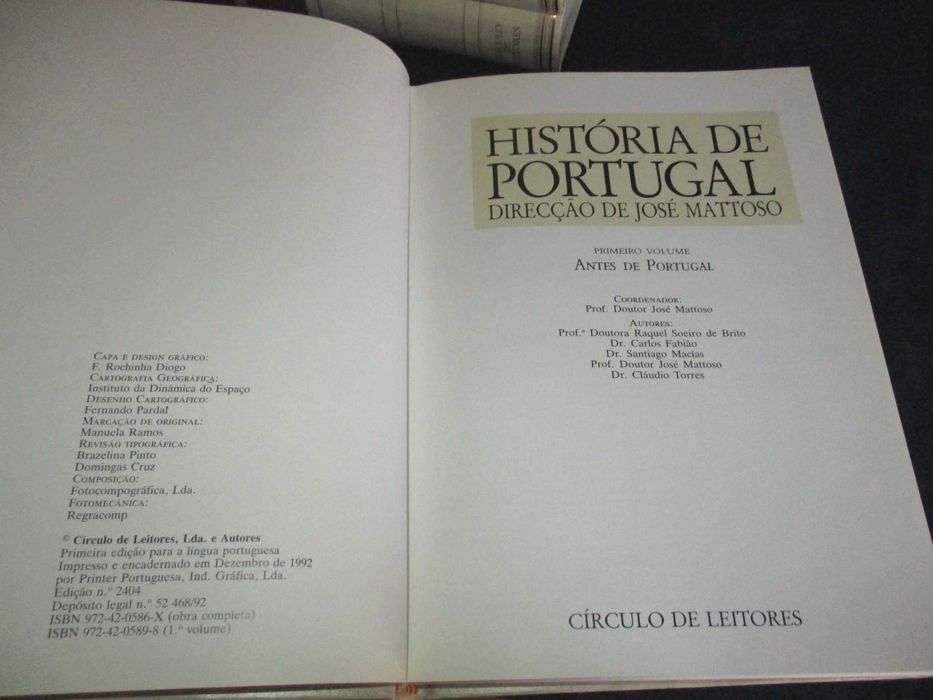 CAPA E DESIGN GRÁFICO:
F. Rochinha Diogo
CARTOGRAFIA GEOGRÁFICA:
Instituto da Dinâmica do Espaço
DESENHO CARTOGRÁFICO:
Fernando Pardal
MARCAÇÃO DE ORIGINAL:
Manuela Ramos
REVISÃO TIPOGRÁFICA:
Brazelina Pinto
Domingas Cruz
COMPOSIÇÃO:
Fotocompográfica, Lda.
FOTOMECÂNICA:
Regracomp
© Círculo de Leitores, Lda. e Autores
Primeira edição para a língua portuguesa
Impresso e encadernado em Dezembro de 1992
por Printer Portuguesa, Ind. Gráfica, Lda.
Edição n.º 2404
Depósito legal n.º 52 468/92
ISBN 972-42-0586-X (obra completa)
ISBN 972-42-0589-8 (1.º volume)
HISTÓRIA DE
PORTUGAL
DIRECÇÃO DE JOSÉ MATTOSO
PRIMEIRO VOLUME
ANTES DE PORTUGAL
COORDENADOR:
Prof. Doutor José Mattoso
AUTORES:
Prof.ª Doutora Raquel Soeiro de Brito
Dr. Carlos Fabião
Dr. Santiago Macías
Prof. Doutor José Mattoso
Dr. Cláudio Torres
CÍRCULO DE LEITORES